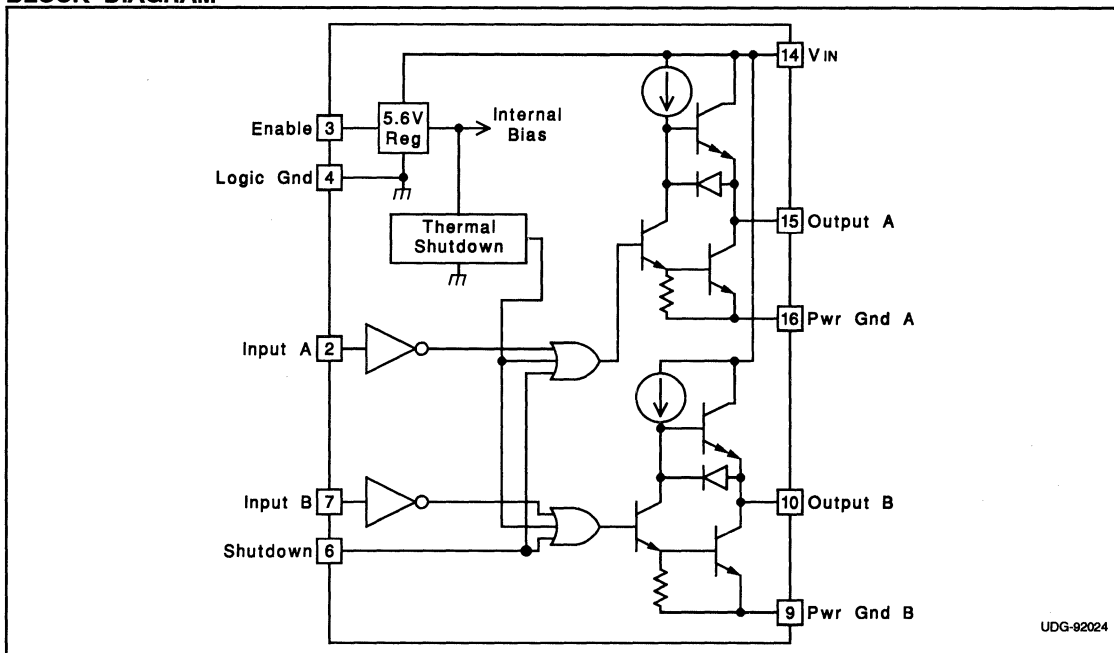 BLOCK DIAGRAM
14 VIN
Enable 3
5.6V
Reg
Internal
Bias
Logic Gnd 4
Thermal
Shutdown
15 Output A
16 Pwr Gnd A
Input A 2
Input B 7
10 Output B
Shutdown 6
9 Pwr Gnd B
UDG-92024